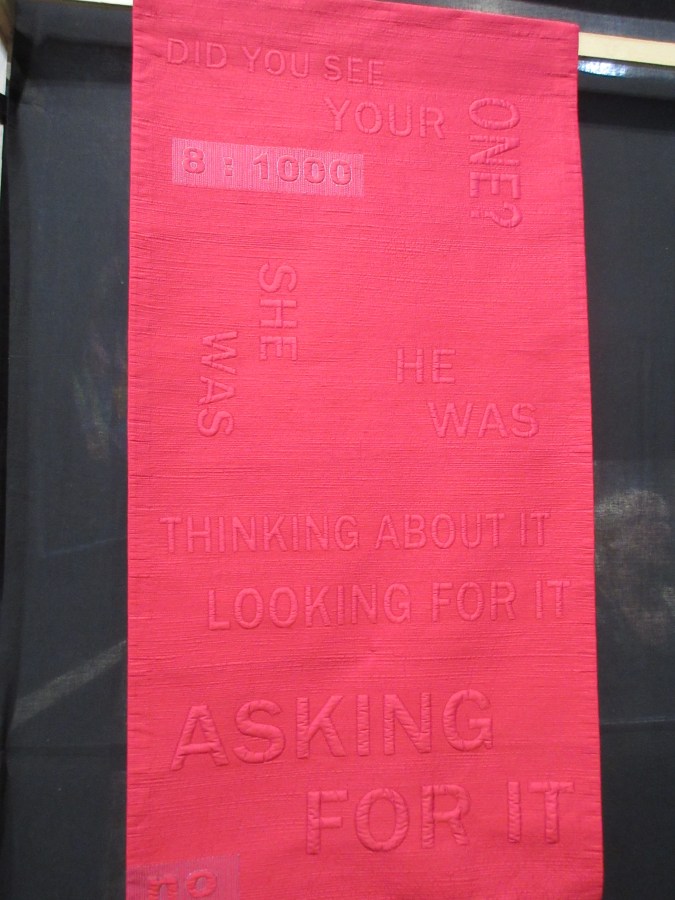 DID YOU SEE
YOUR
ONE?
8 : 1000
SHE
WAS
HE
WAS
THINKING ABOUT IT
LOOKING FOR IT
ASKING
FOR IT
no